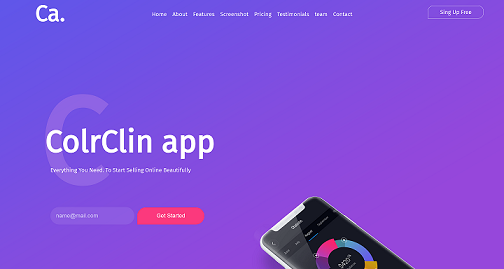 Ca.
Home About Features Screenshot Pricing Testimonials team Contact
Sing Up Free
C
ColrClin app
Everything You Need. To Start Selling Online Beautifully
name@mail.com
Get Started